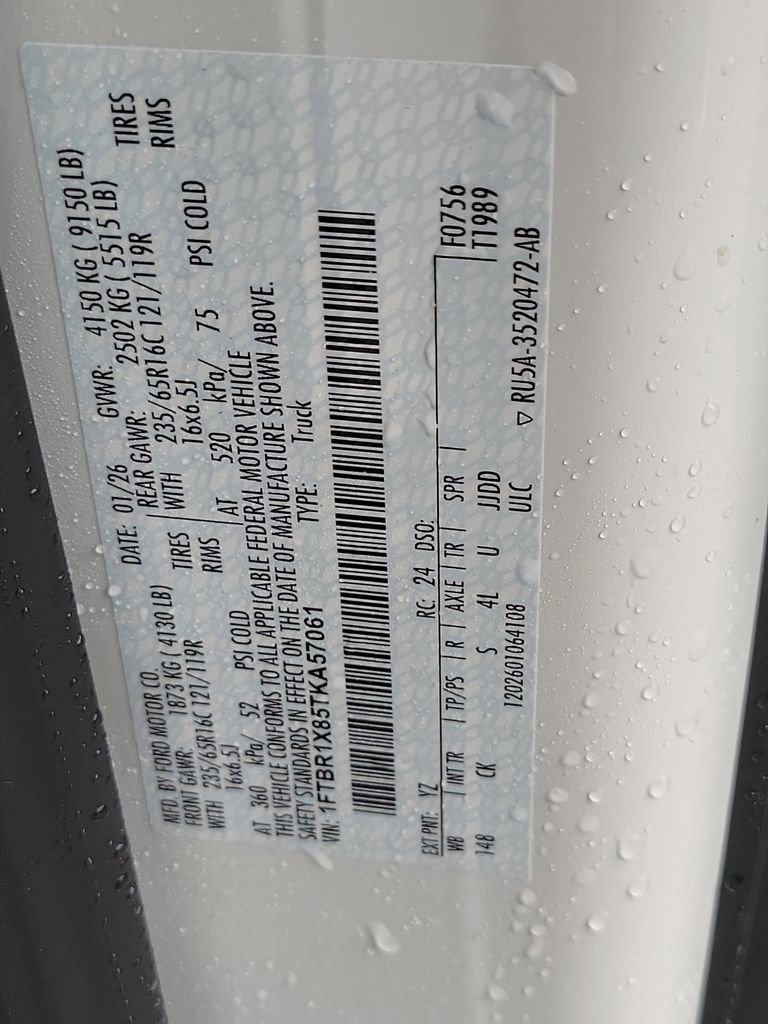 MFD. BY FORD MOTOR CO.
DATE: 01/26 GVWR: 4150 KG ( 9150 LB)
FRONT GAWR: 1873 KG ( 4130 LB)
REAR GAWR: 2502 KG ( 5515 LB)
WITH 235/65R16C 121/119R TIRES
WITH 235/65R16C 121/119R TIRES
16x6.5J RIMS
16x6.5J RIMS
AT 360 kPa/ 52 PSI COLD
AT 520 kPa/ 75 PSI COLD
THIS VEHICLE CONFORMS TO ALL APPLICABLE FEDERAL MOTOR VEHICLE
SAFETY STANDARDS IN EFFECT ON THE DATE OF MANUFACTURE SHOWN ABOVE.
VIN: 1FTBR1X85TKA57061 TYPE: Truck
EXT PNT: YZ RC: 24 DSO:
WB INT TR TP/PS R AXLE TR SPR F0756
148 CK S 4L U JJDD T1989
1202601064108 ULC
▽ RU5A-3520472-AB